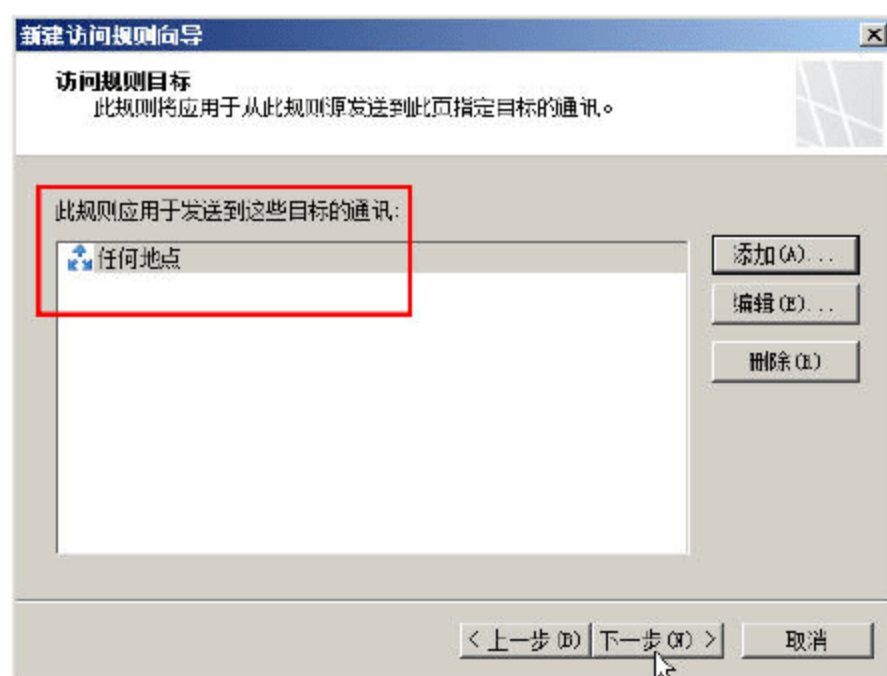 新建访问规则向导
访问规则目标
此规则将应用于从此规则源发送到此页指定目标的通讯。
此规则应用于发送到这些目标的通讯:
任何地点
添加(A)...
编辑(E)...
删除(R)
< 上一步(B)
下一步(N) >
取消